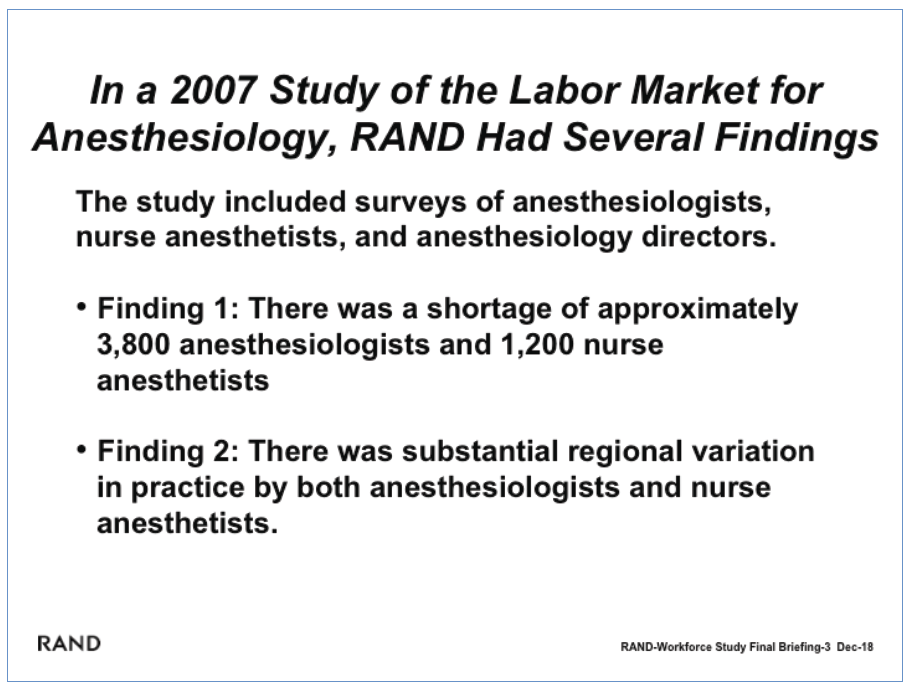 In a 2007 Study of the Labor Market for
Anesthesiology, RAND Had Several Findings
The study included surveys of anesthesiologists,
nurse anesthetists, and anesthesiology directors.
• Finding 1: There was a shortage of approximately
3,800 anesthesiologists and 1,200 nurse
anesthetists
• Finding 2: There was substantial regional variation
in practice by both anesthesiologists and nurse
anesthetists.
RAND
RAND-Workforce Study Final Briefing-3 Dec-18